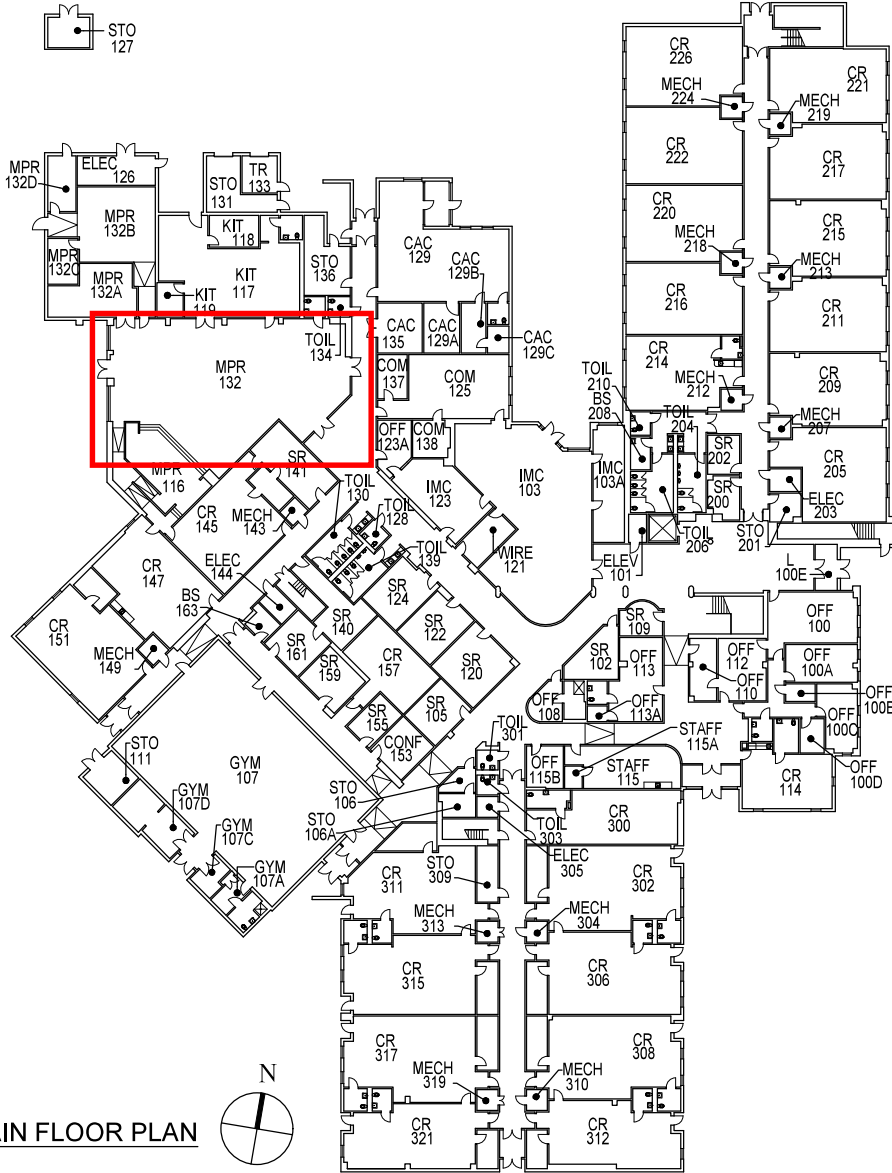 STO
127
CR
226
CR
221
MECH
224
MECH
219
MPR
132D
ELEC
126
STO
131
TR
133
CR
222
CR
217
MPR
132B
KIT
118
STO
136
CAC
129
CAC
129B
CR
220
CR
215
MECH
218
MECH
213
MPR
132C
MPR
132A
KIT
117
KIT
119
CR
216
CR
211
TOIL
134
CAC
135
CAC
129A
CAC
129C
CR
214
MPR
132
COM
137
COM
125
TOIL
210
MECH
212
CR
209
BS
208
TOIL
204
MECH
207
OFF
123A
COM
138
SR
202
CR
205
SR
141
MPR
116
TOIL
130
IMC
123
IMC
103
IMC
103A
SR
200
ELEC
203
CR
145
MECH
143
TOIL
128
WIRE
121
ELEV
101
TOIL
206
STO
201
TOIL
139
L
100E
CR
147
ELEC
144
SR
124
BS
163
SR
140
SR
122
SR
109
OFF
100
CR
151
MECH
149
SR
161
SR
159
CR
157
SR
120
SR
102
OFF
113
OFF
112
OFF
100A
OFF
110
OFF
100B
SR
155
SR
105
OFF
108
OFF
113A
OFF
100C
CONF
153
TOIL
301
STAFF
115A
STO
111
GYM
107
STO
106
OFF
115B
STAFF
115
OFF
100D
CR
114
GYM
107D
STO
106A
TOIL
303
CR
300
GYM
107C
GYM
107A
STO
309
ELEC
305
CR
311
CR
302
MECH
313
MECH
304
CR
315
CR
306
CR
317
CR
308
MECH
319
MECH
310
N
AIN FLOOR PLAN
CR
321
CR
312